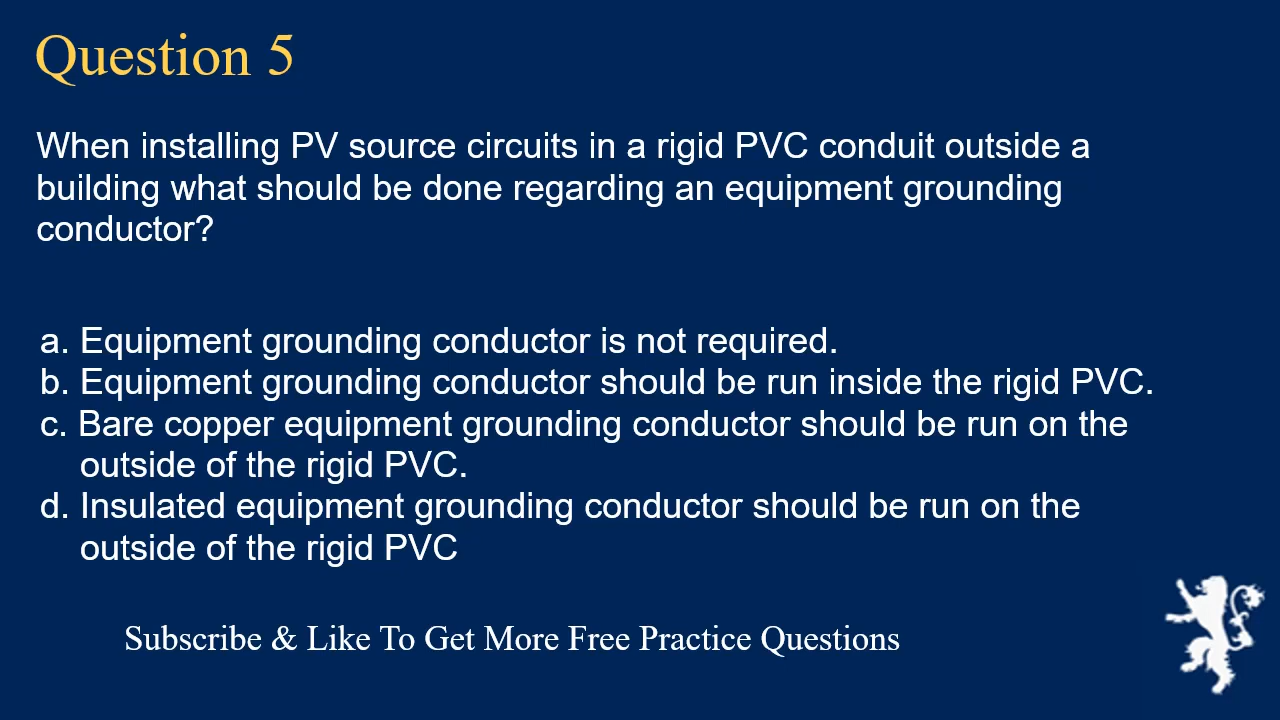 Question 5
When installing PV source circuits in a rigid PVC conduit outside a
building what should be done regarding an equipment grounding
conductor?
a. Equipment grounding conductor is not required.
b. Equipment grounding conductor should be run inside the rigid PVC.
c. Bare copper equipment grounding conductor should be run on the
outside of the rigid PVC.
d. Insulated equipment grounding conductor should be run on the
outside of the rigid PVC
Subscribe & Like To Get More Free Practice Questions